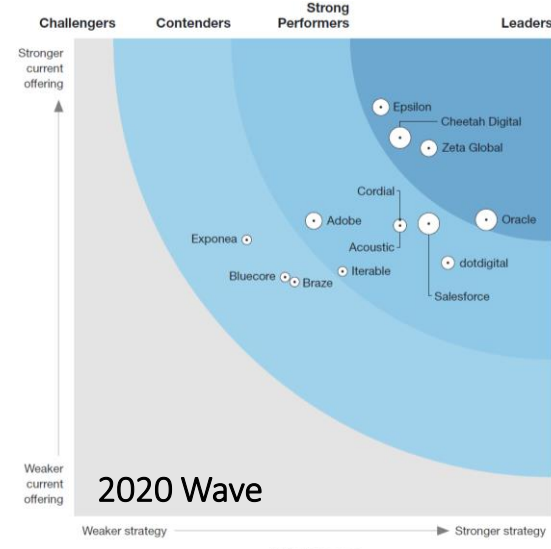 Challengers
Contenders
Strong
Performers
Leaders
Stronger
current
offering
Epsilon
Cheetah Digital
Zeta Global
Cordial
Adobe
Oracle
Exponea
Acoustic
dotdigital
Bluecore
Braze
Iterable
Salesforce
Weaker
current
offering
2020 Wave
Weaker strategy
Stronger strategy